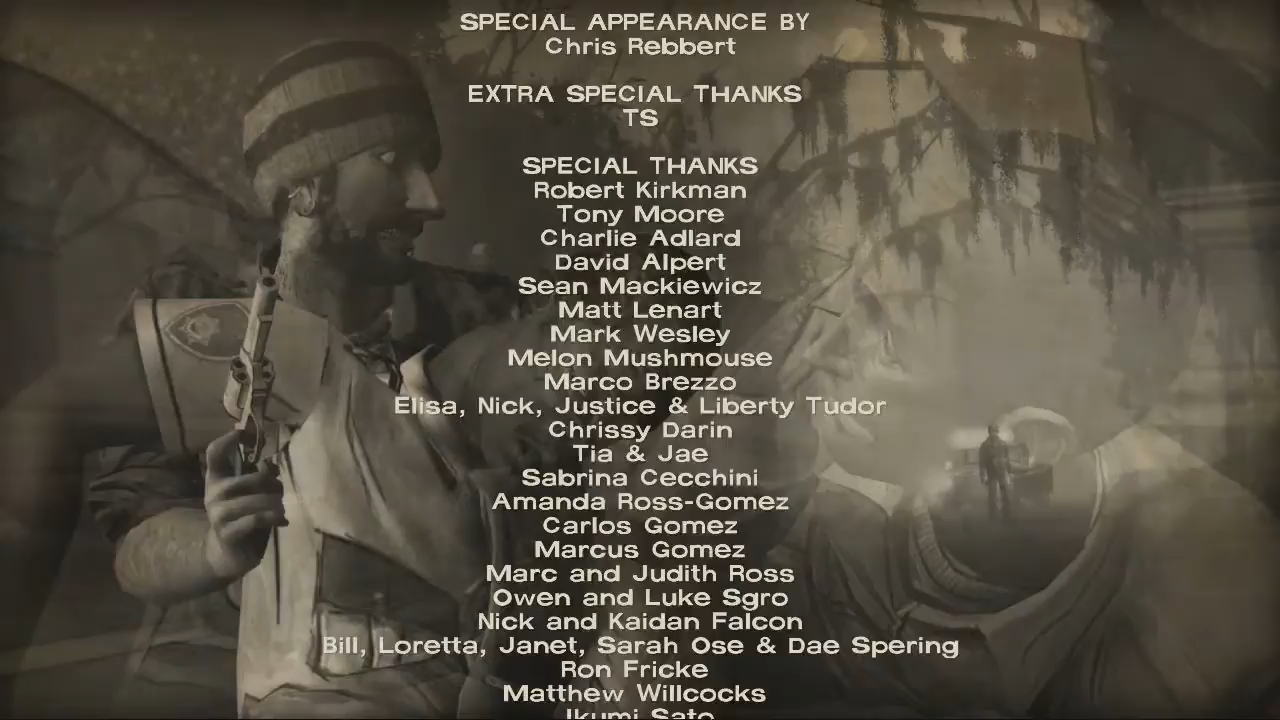 SPECIAL APPEARANCE BY
Chris Rebbert
EXTRA SPECIAL THANKS
TS
SPECIAL THANKS
Robert Kirkman
Tony Moore
Charlie Adlard
David Alpert
Sean Mackiewicz
Matt Lenart
Mark Wesley
Melon Mushmouse
Marco Brezzo
Elisa, Nick, Justice & Liberty Tudor
Chrissy Darin
Tia & Jae
Sabrina Cecchini
Amanda Ross-Gomez
Carlos Gomez
Marcus Gomez
Marc and Judith Ross
Owen and Luke Sgro
Nick and Kaidan Falcon
Bill, Loretta, Janet, Sarah Ose & Dae Spering
Ron Fricke
Matthew Willcocks
Ikumi Sato